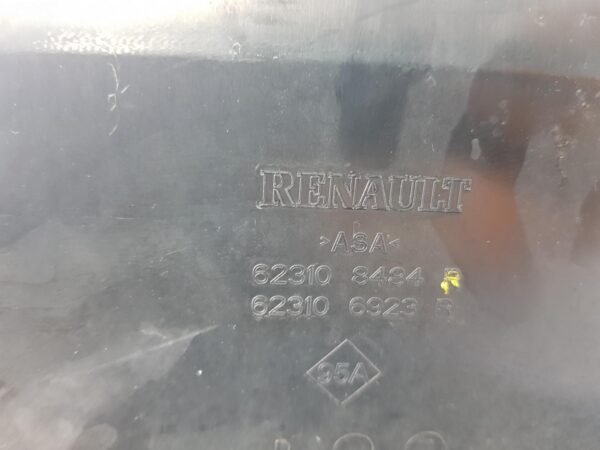 RENAULT
>ASA<
62310 8484 R
62310 6923 R
95A